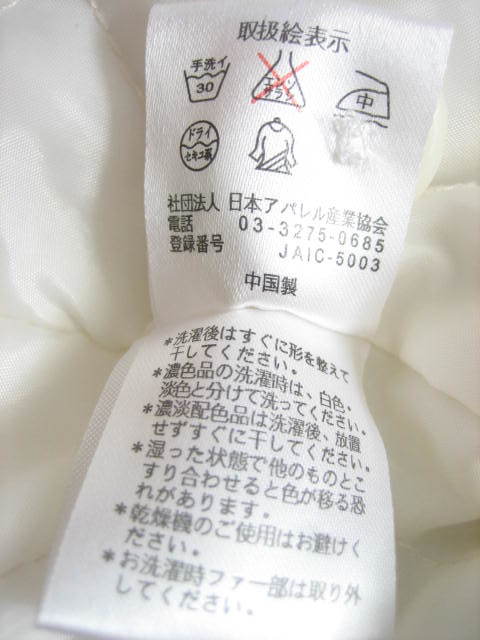 取扱絵表示
手洗イ
30
エンソ
サラシ
中
ドライ
セキユ系
社団法人 日本アパレル産業協会
電話 03-3275-0685
登録番号 JAIC-5003
中国製
*洗濯後はすぐに形を整えて
干してください。
*濃色品の洗濯時は、白色。
淡色と分けて洗ってください。
*濃淡配色品は洗濯後、放置
せずすぐに干してください。
*湿った状態で他のものとこ
すり合わせると色が移る恐
れがあります。
*乾燥機のご使用はお避けく
ださい。
*お洗濯時ファー部は取り外
してください。